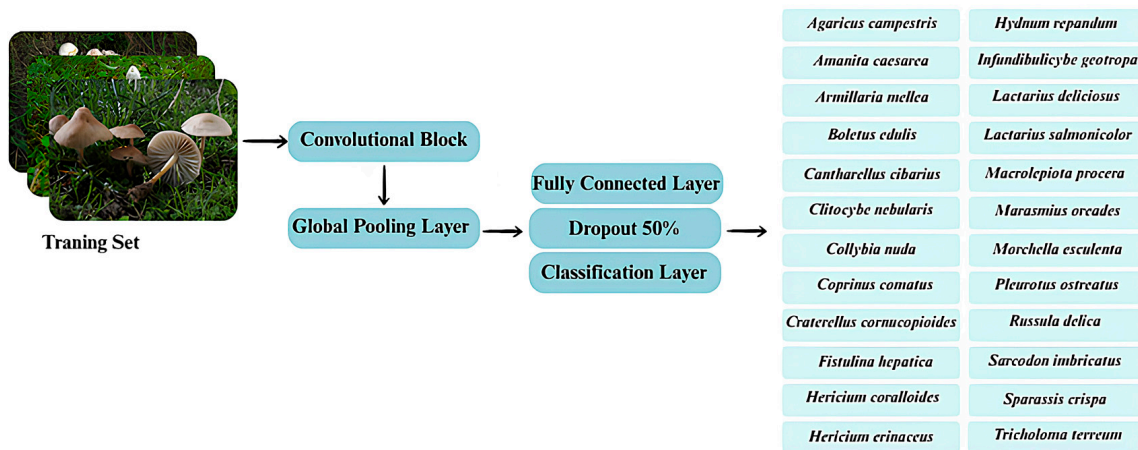 Traning Set
Convolutional Block
Global Pooling Layer
Fully Connected Layer
Dropout 50%
Classification Layer
Agaricus campestris
Amanita caesarea
Armillaria mellea
Boletus edulis
Cantharellus cibarius
Clitocybe nebularis
Collybia nuda
Coprinus comatus
Craterellus cornucopioides
Fistulina hepatica
Hericium coralloides
Hericium erinaceus
Hydnum repandum
Infundibulicybe geotropa
Lactarius deliciosus
Lactarius salmonicolor
Macrolepiota procera
Marasmius oreades
Morchella esculenta
Pleurotus ostreatus
Russula delica
Sarcodon imbricatus
Sparassis crispa
Tricholoma terreum